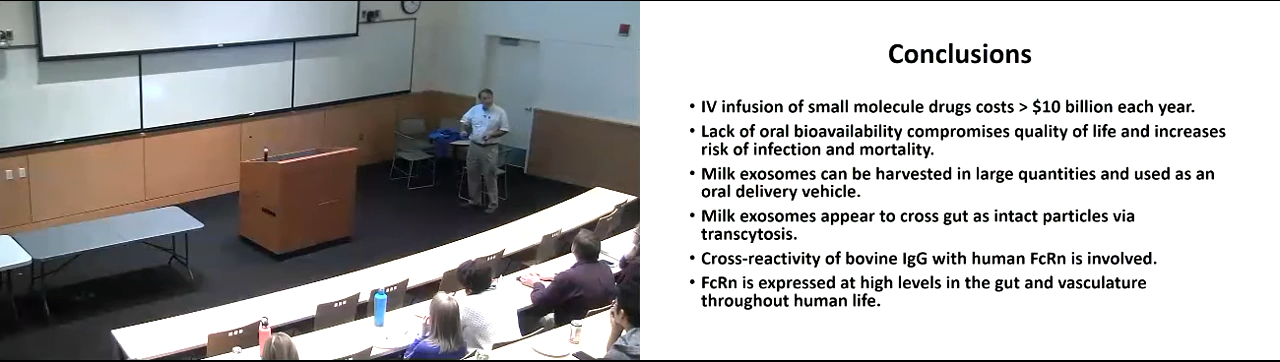 Conclusions
• IV infusion of small molecule drugs costs > $10 billion each year.
• Lack of oral bioavailability compromises quality of life and increases
risk of infection and mortality.
• Milk exosomes can be harvested in large quantities and used as an
oral delivery vehicle.
• Milk exosomes appear to cross gut as intact particles via
transcytosis.
• Cross-reactivity of bovine IgG with human FcRn is involved.
• FcRn is expressed at high levels in the gut and vasculature
throughout human life.